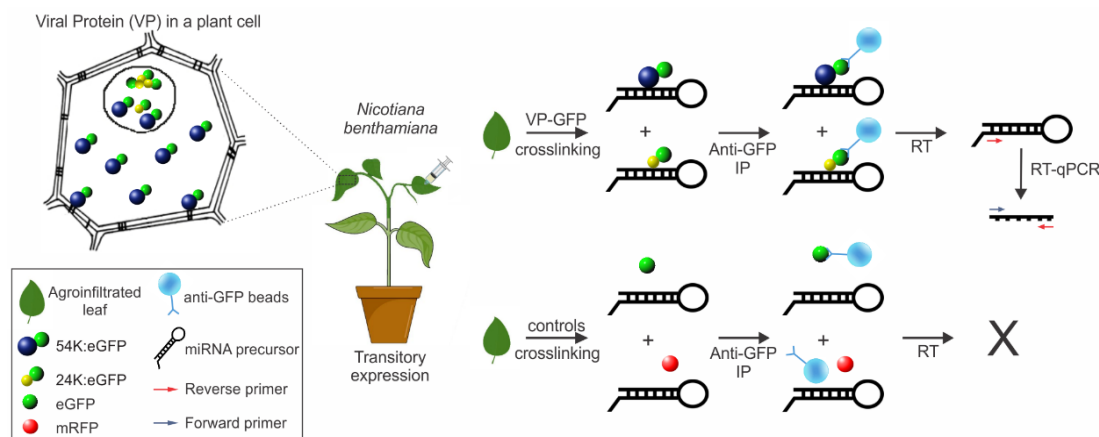 Viral Protein (VP) in a plant cell
Nicotiana
benthamiana
Transitory
expression
Agroinfiltrated
leaf
anti-GFP beads
54K:eGFP
miRNA precursor
24K:eGFP
Reverse primer
eGFP
Forward primer
mRFP
VP-GFP
crosslinking
+
Anti-GFP
IP
+
RT
RT-qPCR
controls
crosslinking
+
Anti-GFP
IP
+
RT
X